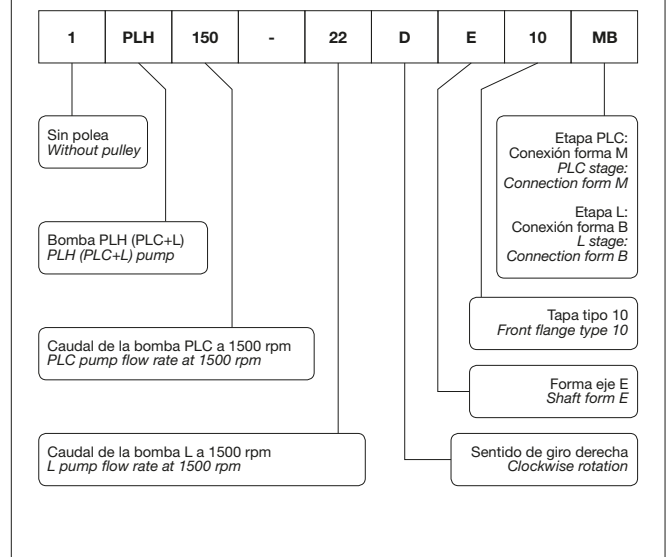 1 PLH 150 - 22 D E 10 MB
Sin polea
Without pulley
Bomba PLH (PLC+L)
PLH (PLC+L) pump
Caudal de la bomba PLC a 1500 rpm
PLC pump flow rate at 1500 rpm
Caudal de la bomba L a 1500 rpm
L pump flow rate at 1500 rpm
Etapa PLC:
Conexión forma M
PLC stage:
Connection form M
Etapa L:
Conexión forma B
L stage:
Connection form B
Tapa tipo 10
Front flange type 10
Forma eje E
Shaft form E
Sentido de giro derecha
Clockwise rotation